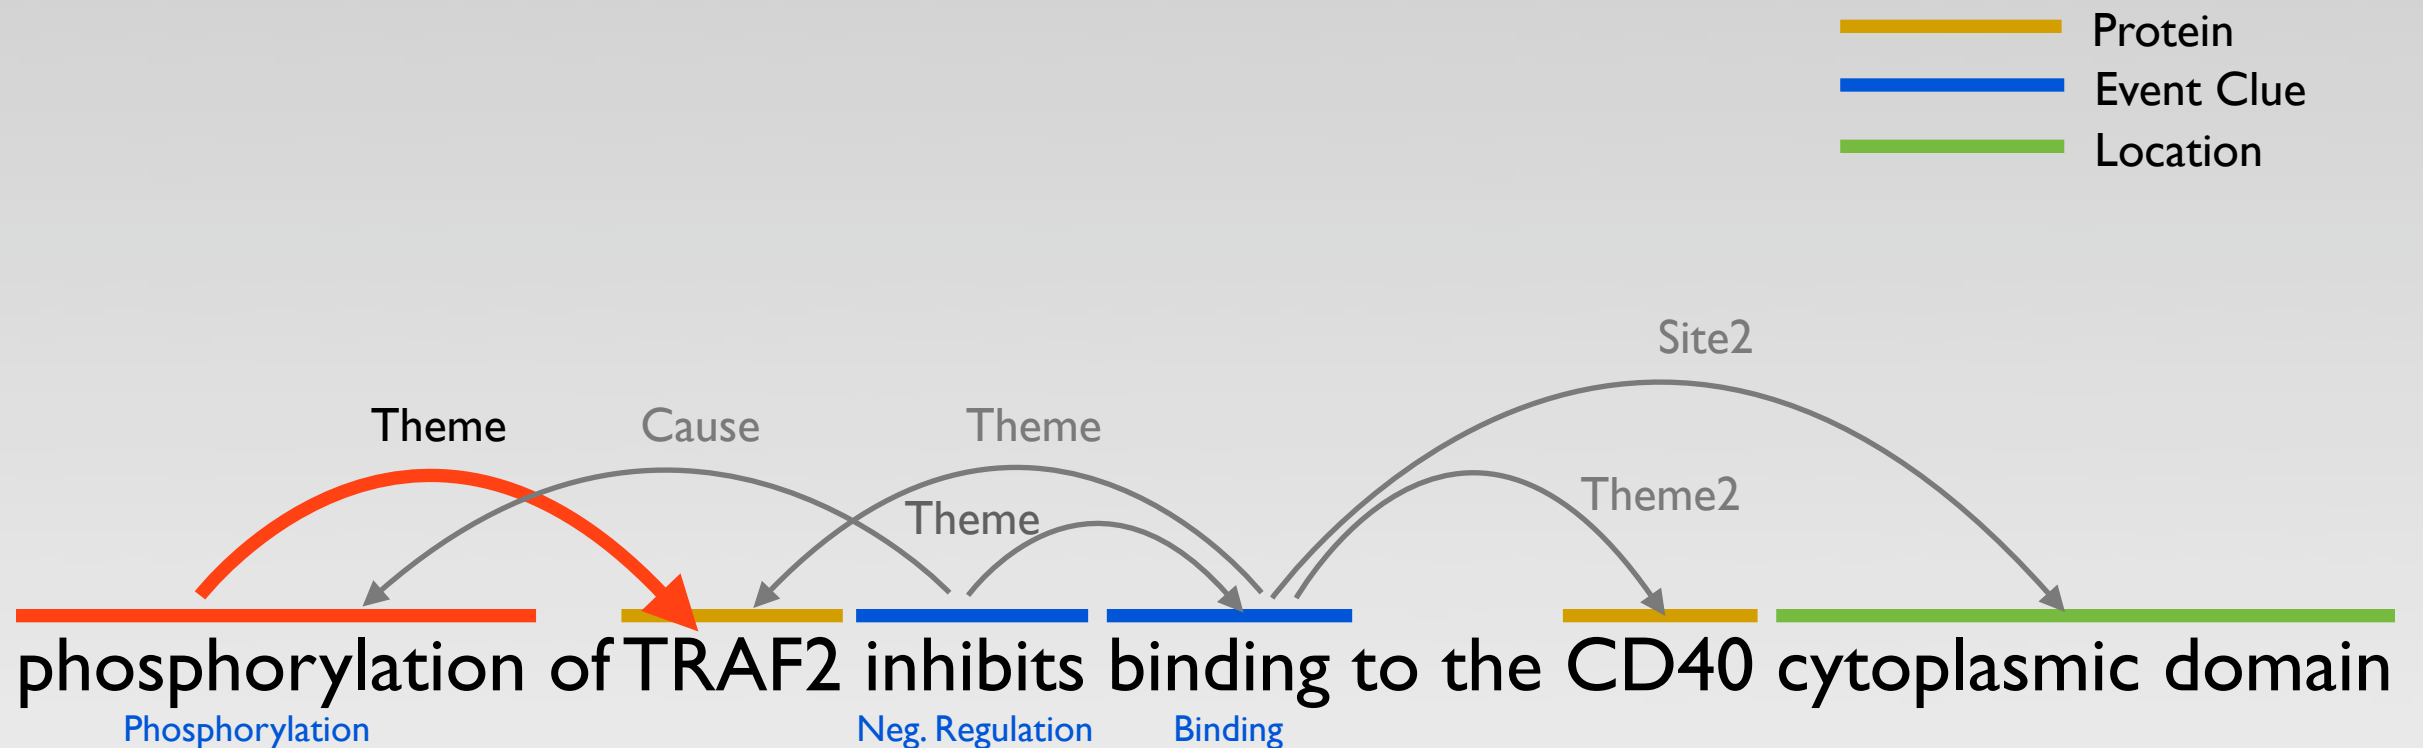 Protein
Event Clue
Location
Site2
Theme Cause Theme
Theme2
Theme
phosphorylation of TRAF2 inhibits binding to the CD40 cytoplasmic domain
Phosphorylation Neg. Regulation Binding